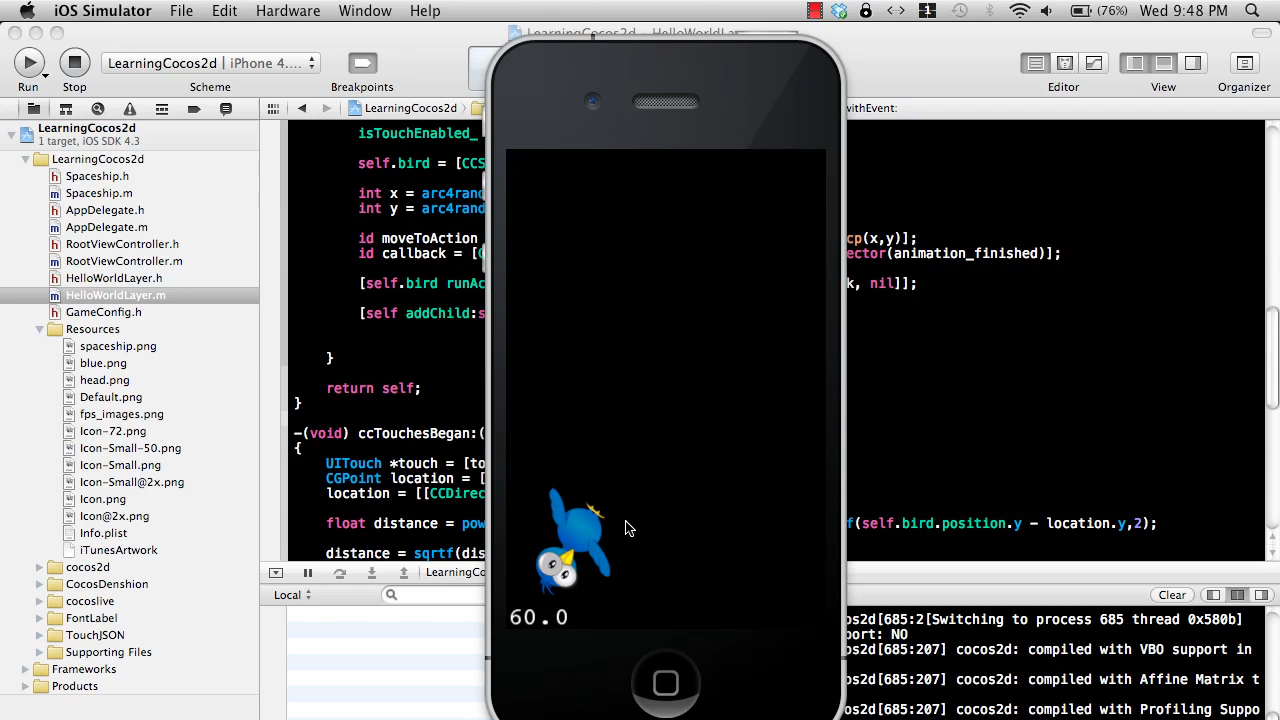 iOS Simulator File Edit Hardware Window Help 1 (76%) Wed 9:48 PM
LearningCocos2d | iPhone 4....
Run Stop Scheme Breakpoints Editor View Organizer
LearningCocos2d withEvent:
LearningCocos2d
1 target, iOS SDK 4.3
LearningCocos2d
h Spaceship.h
m Spaceship.m
h AppDelegate.h
m AppDelegate.m
h RootViewController.h
m RootViewController.m
h HelloWorldLayer.h
m HelloWorldLayer.m
h GameConfig.h
Resources
spaceship.png
blue.png
head.png
Default.png
fps_images.png
Icon-72.png
Icon-Small-50.png
Icon-Small.png
Icon-Small@2x.png
Icon.png
Icon@2x.png
Info.plist
iTunesArtwork
cocos2d
CocosDenshion
cocoslive
FontLabel
TouchJSON
Supporting Files
Frameworks
Products
isTouchEnabled_
self.bird = [CCS
int x = arc4rand
int y = arc4rand
id moveToAction cp(x,y)];
id callback = [C ector(animation_finished)];
[self.bird runAc k, nil]];
[self addChild:s
}
return self;
}
-(void) ccTouchesBegan:(
{
UITouch *touch = [to
CGPoint location = [
location = [[CCDirec
float distance = pow f(self.bird.position.y - location.y,2);
distance = sqrtf(dis
LearningCoc
Local Clear
os2d[685:2[Switching to process 685 thread 0x580b]
port: NO
cos2d[685:207] cocos2d: compiled with VBO support in
cos2d[685:207] cocos2d: compiled with Affine Matrix t
cos2d[685:207] cocos2d: compiled with Profiling Suppo
60.0